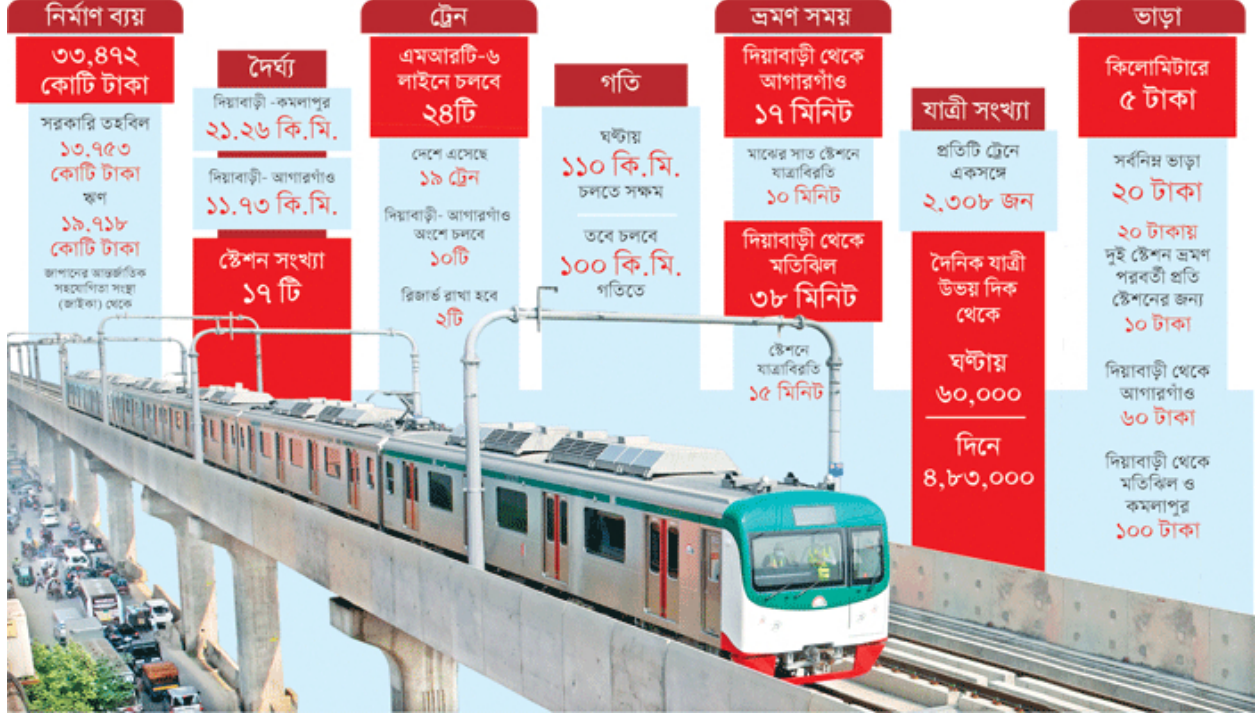 নির্মাণ ব্যয়
৩৩,৪৭২
কোটি টাকা
সরকারি তহবিল
১৩,৭৫৩
কোটি টাকা
ঋণ
১৯,৭১৮
কোটি টাকা
জাপানের আন্তর্জাতিক
সহযোগিতা সংস্থা
(জাইকা) থেকে
দৈর্ঘ্য
দিয়াবাড়ী -কমলাপুর
২১.২৬ কি.মি.
দিয়াবাড়ী- আগারগাঁও
১১.৭৩ কি.মি.
স্টেশন সংখ্যা
১৭ টি
ট্রেন
এমআরটি-৬
লাইনে চলবে
২৪টি
দেশে এসেছে
১৯ ট্রেন
দিয়াবাড়ী- আগারগাঁও
অংশে চলবে
১০টি
রিজার্ভ রাখা হবে
২টি
গতি
ঘণ্টায়
১১০ কি.মি.
চলতে সক্ষম
তবে চলবে
১০০ কি.মি.
গতিতে
ভ্রমণ সময়
দিয়াবাড়ী থেকে
আগারগাঁও
১৭ মিনিট
মাঝের সাত স্টেশনে
যাত্রাবিরতি
১০ মিনিট
দিয়াবাড়ী থেকে
মতিঝিল
৩৮ মিনিট
স্টেশনে
যাত্রাবিরতি
১৫ মিনিট
যাত্রী সংখ্যা
প্রতিটি ট্রেনে
একসঙ্গে
২,৩০৮ জন
দৈনিক যাত্রী
উভয় দিক
থেকে
ঘণ্টায়
৬০,০০০
দিনে
৪,৮৩,০০০
ভাড়া
কিলোমিটারে
৫ টাকা
সর্বনিম্ন ভাড়া
২০ টাকা
২০ টাকায়
দুই স্টেশন ভ্রমণ
পরবর্তী প্রতি
স্টেশনের জন্য
১০ টাকা
দিয়াবাড়ী থেকে
আগারগাঁও
৬০ টাকা
দিয়াবাড়ী থেকে
মতিঝিল ও
কমলাপুর
১০০ টাকা